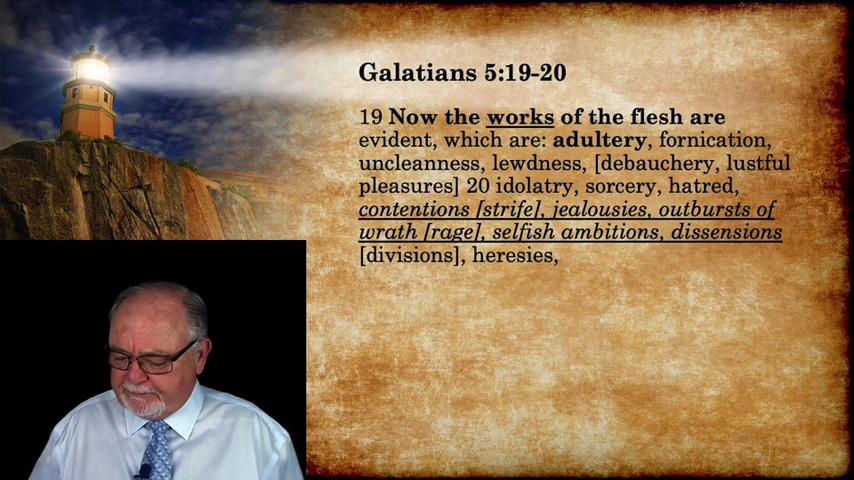 Galatians 5:19-20
19 Now the works of the flesh are
evident, which are: adultery, fornication,
uncleanness, lewdness, [debauchery, lustful
pleasures] 20 idolatry, sorcery, hatred,
contentions [strife], jealousies, outbursts of
wrath [rage], selfish ambitions, dissensions
[divisions], heresies,